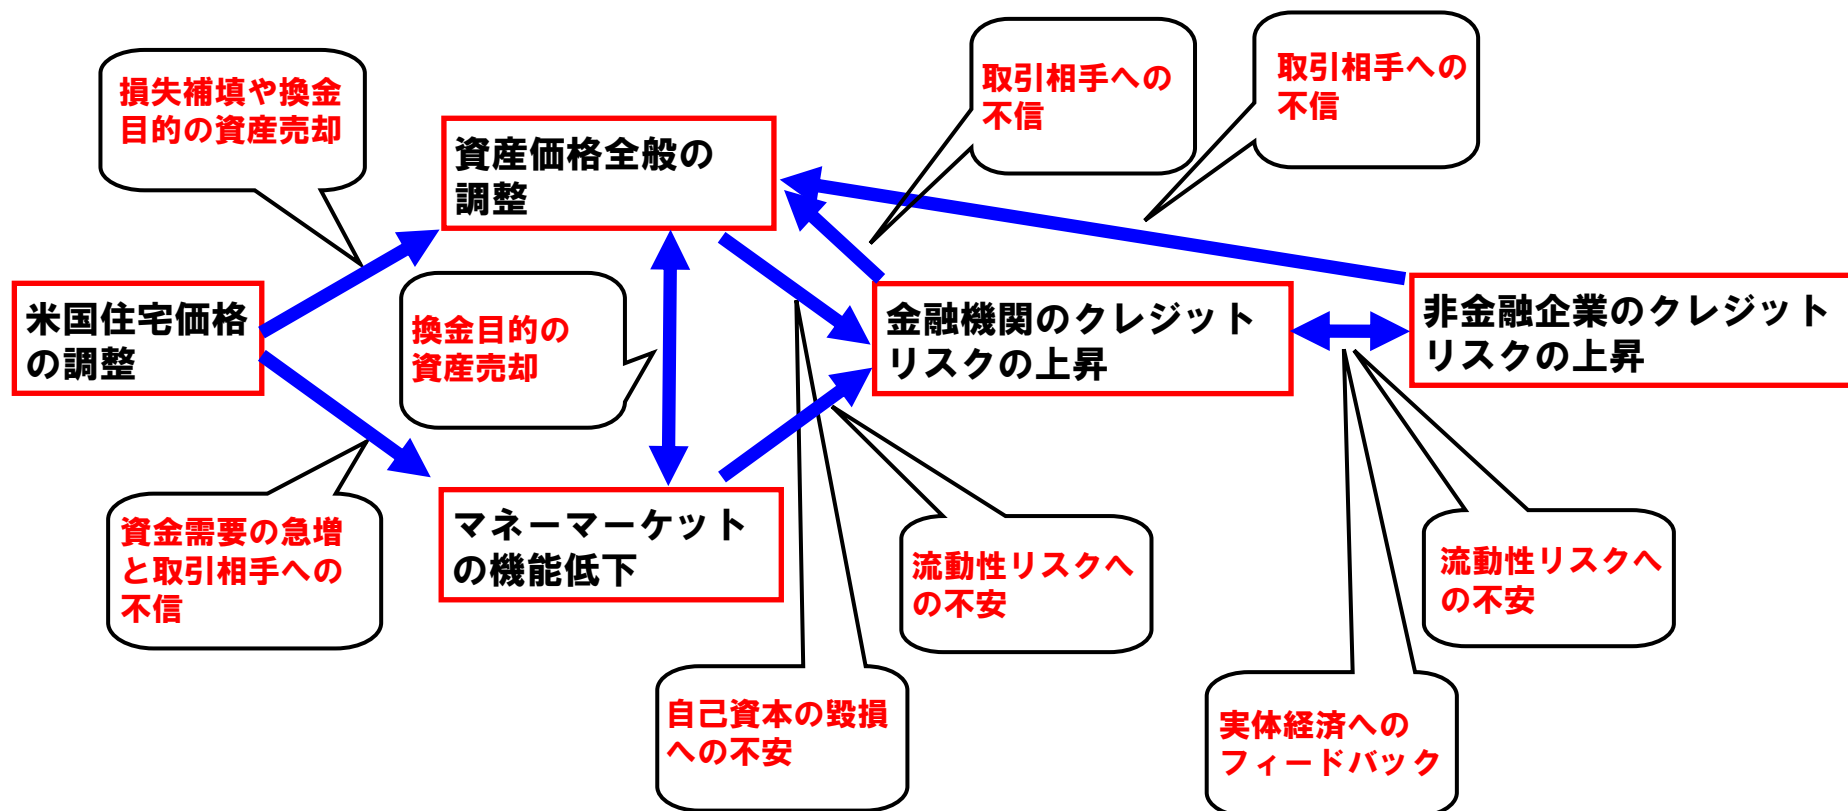 損失補填や換金
目的の資産売却
取引相手への
不信
取引相手への
不信
資産価格全般の
調整
米国住宅価格
の調整
換金目的の
資産売却
金融機関のクレジット
リスクの上昇
非金融企業のクレジット
リスクの上昇
資金需要の急増
と取引相手への
不信
マネーマーケット
の機能低下
流動性リスクへ
の不安
流動性リスクへ
の不安
自己資本の毀損
への不安
実体経済への
フィードバック